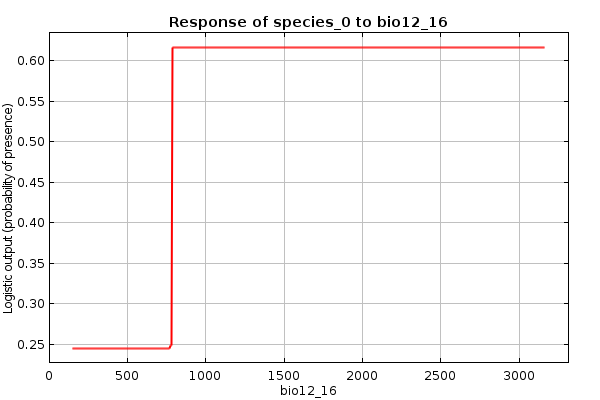 Response of species_0 to bio12_16
Logistic output (probability of presence)
0.60
0.55
0.50
0.45
0.40
0.35
0.30
0.25
0 500 1000 1500 2000 2500 3000
bio12_16